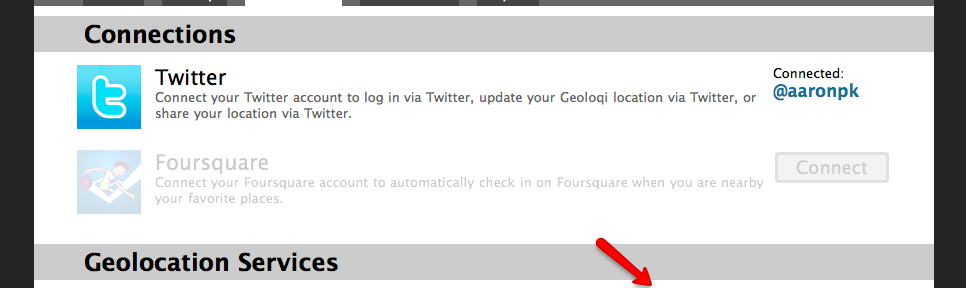 Connections
Twitter
Connect your Twitter account to log in via Twitter, update your Geoloqi location via Twitter, or
share your location via Twitter.
Connected:
@aaronpk
Foursquare
Connect your Foursquare account to automatically check in on Foursquare when you are nearby
your favorite places.
Connect
Geolocation Services